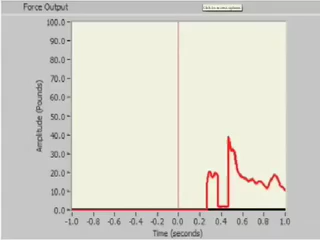 Force Output
100.0
90.0
80.0
70.0
60.0
50.0
40.0
30.0
20.0
10.0
0.0
Amplitude (Pounds)
-1.0 -0.8 -0.6 -0.4 -0.2 0.0 0.2 0.4 0.6 0.8 1.0
Time (seconds)